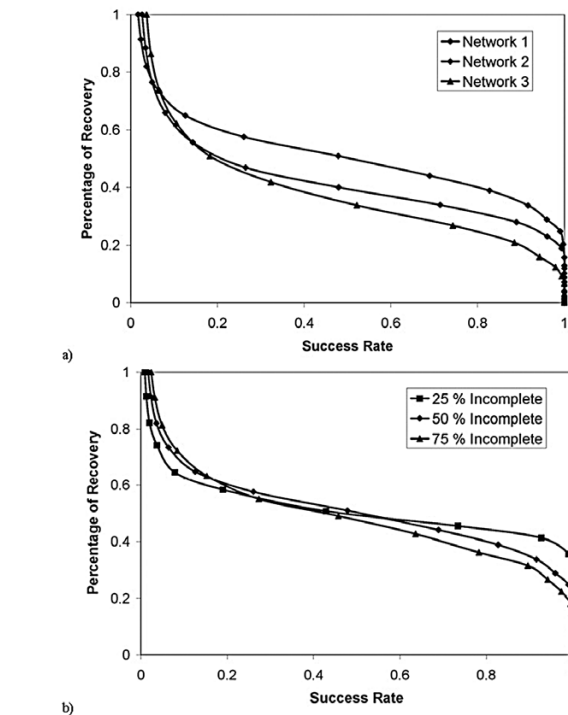 1
0.8
0.6
0.4
0.2
0
Percentage of Recovery
Network 1
Network 2
Network 3
0 0.2 0.4 0.6 0.8 1
Success Rate
a)
1
0.8
0.6
0.4
0.2
0
Percentage of Recovery
25 % Incomplete
50 % Incomplete
75 % Incomplete
0 0.2 0.4 0.6 0.8
Success Rate
b)